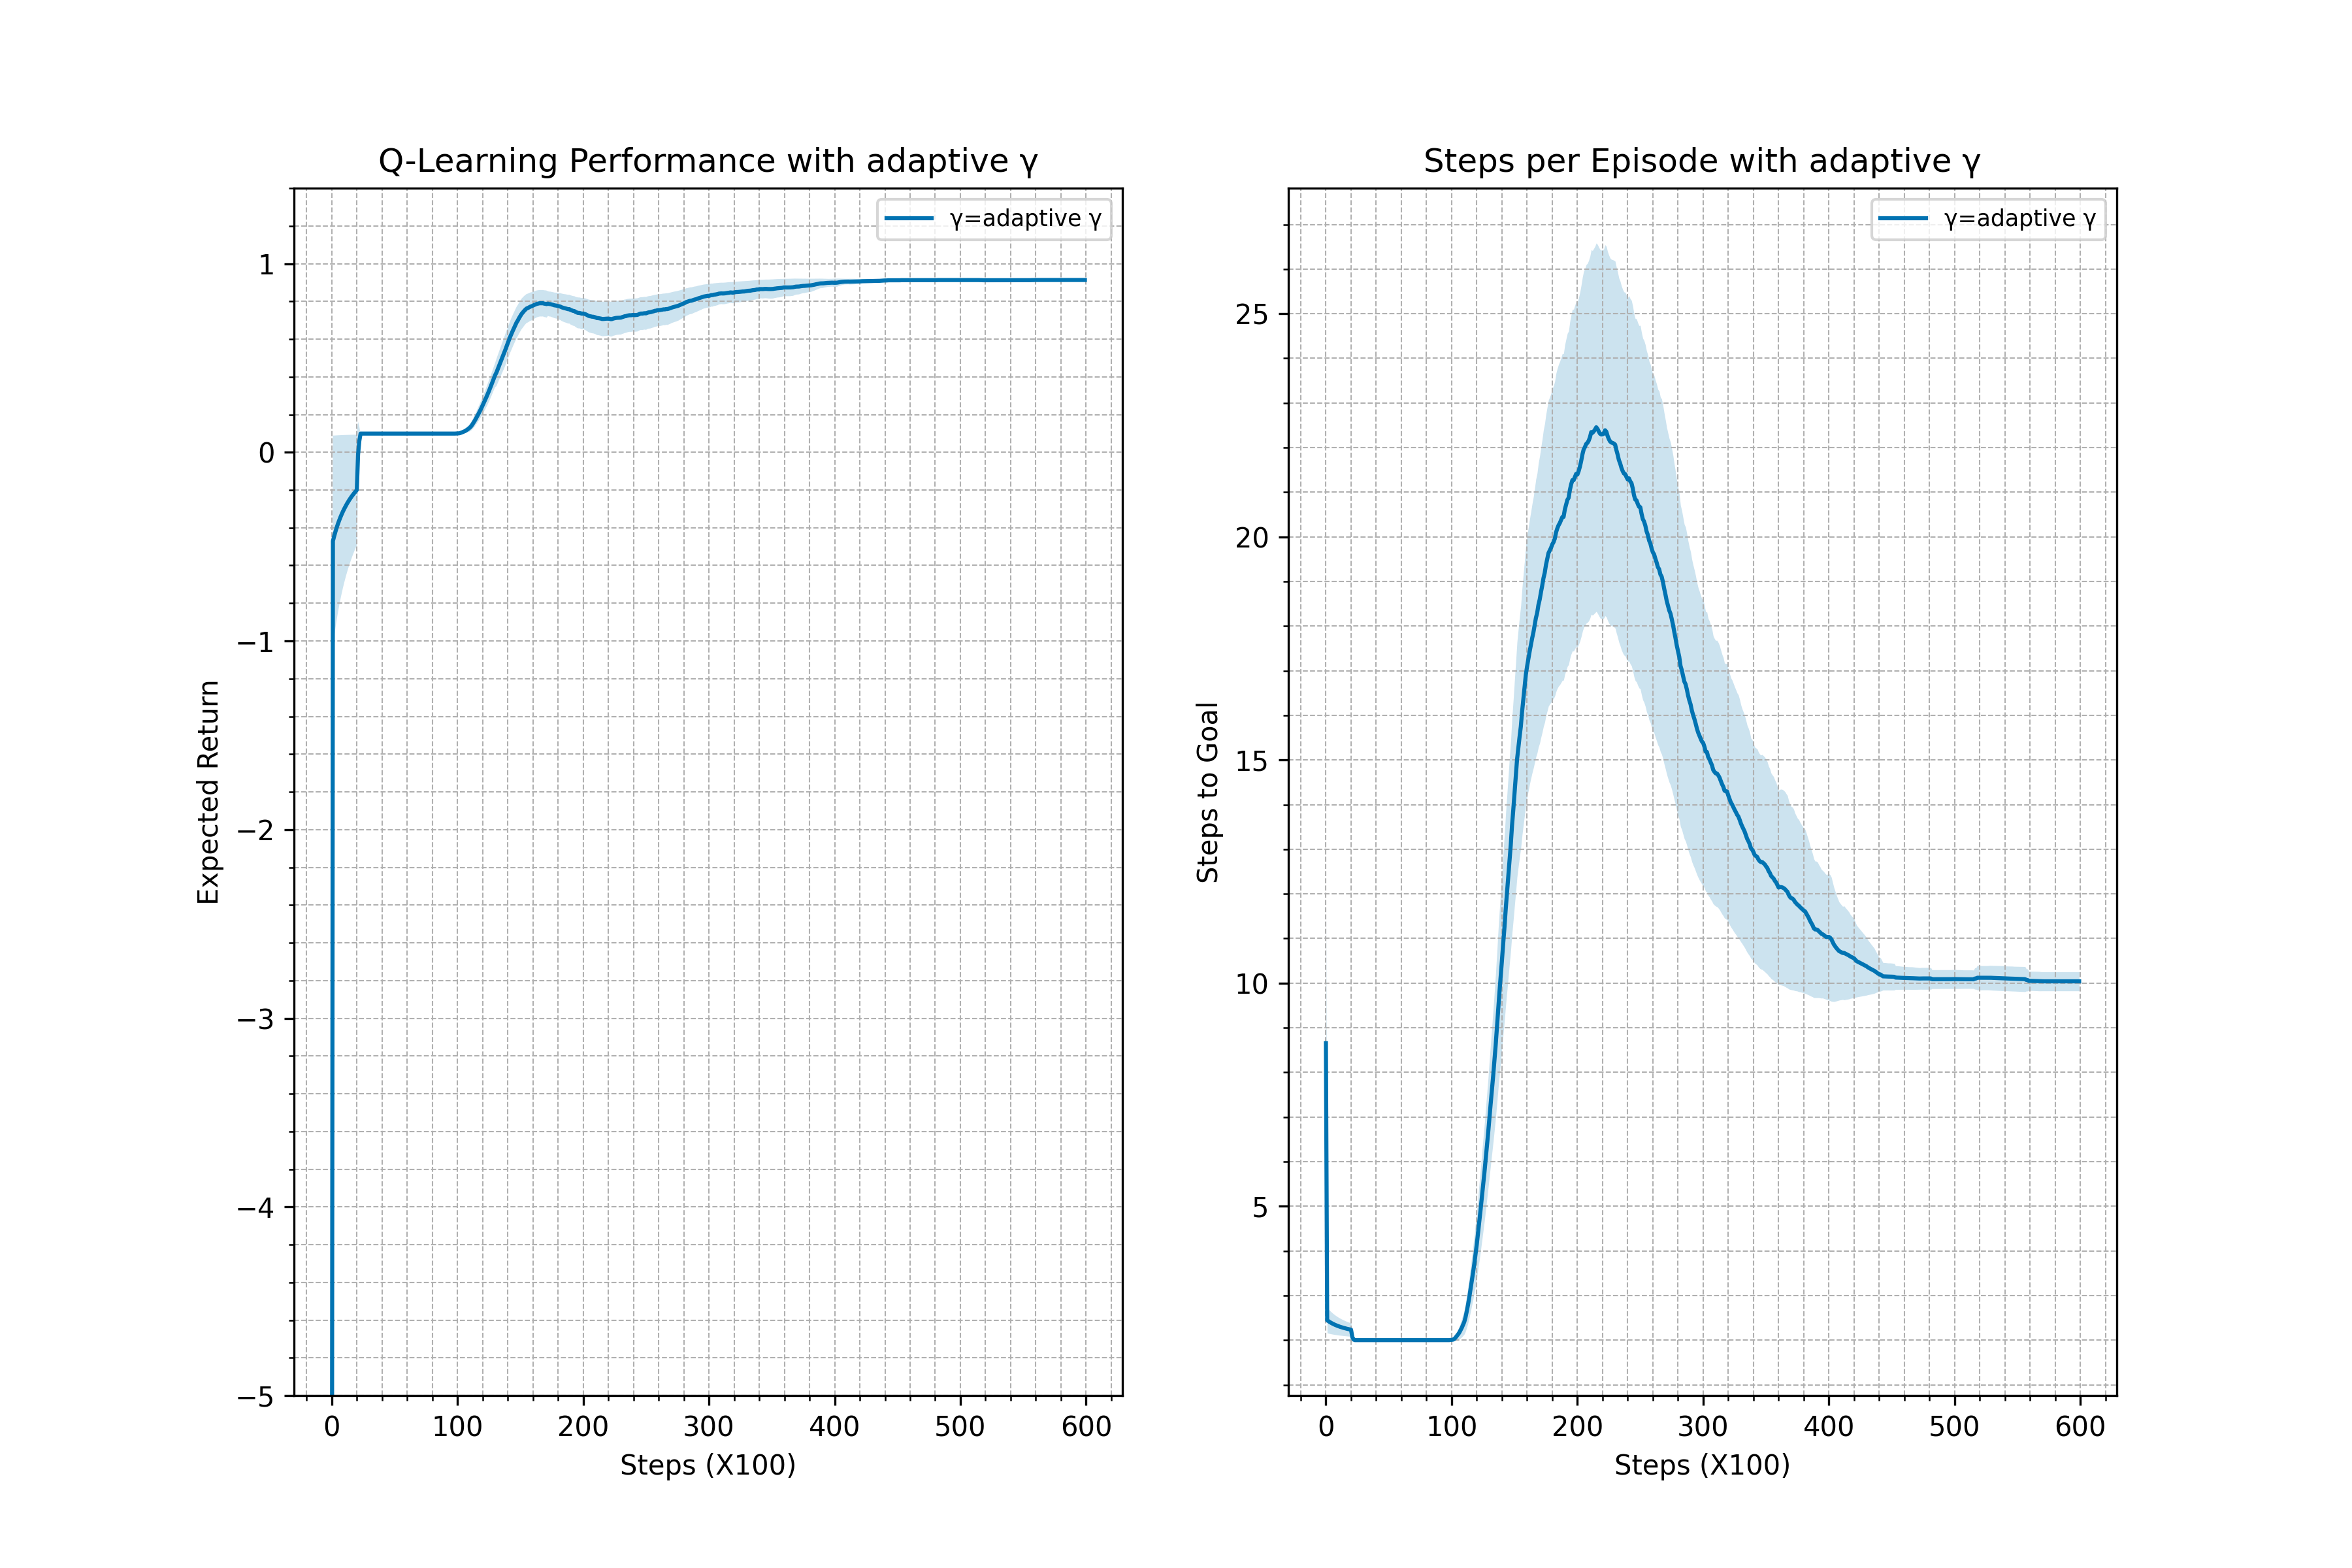 Q-Learning Performance with adaptive γ
γ=adaptive γ
1
0
−1
−2
−3
−4
−5
Expected Return
0 100 200 300 400 500 600
Steps (X100)
Steps per Episode with adaptive γ
γ=adaptive γ
25
20
15
10
5
Steps to Goal
0 100 200 300 400 500 600
Steps (X100)